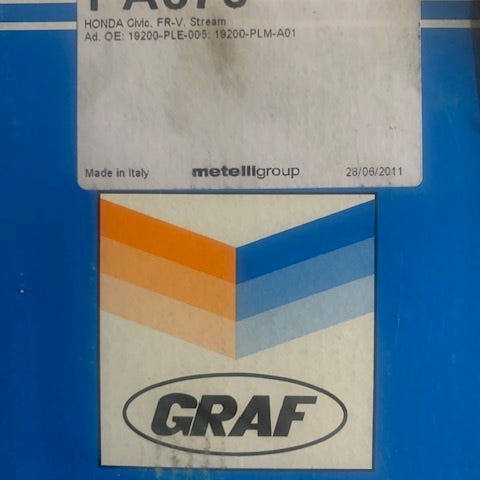 HONDA Civic, FR-V, Stream
Ad. OE: 19200-PLE-005; 19200-PLM-A01
Made in Italy metelligroup 28/06/2011
GRAF